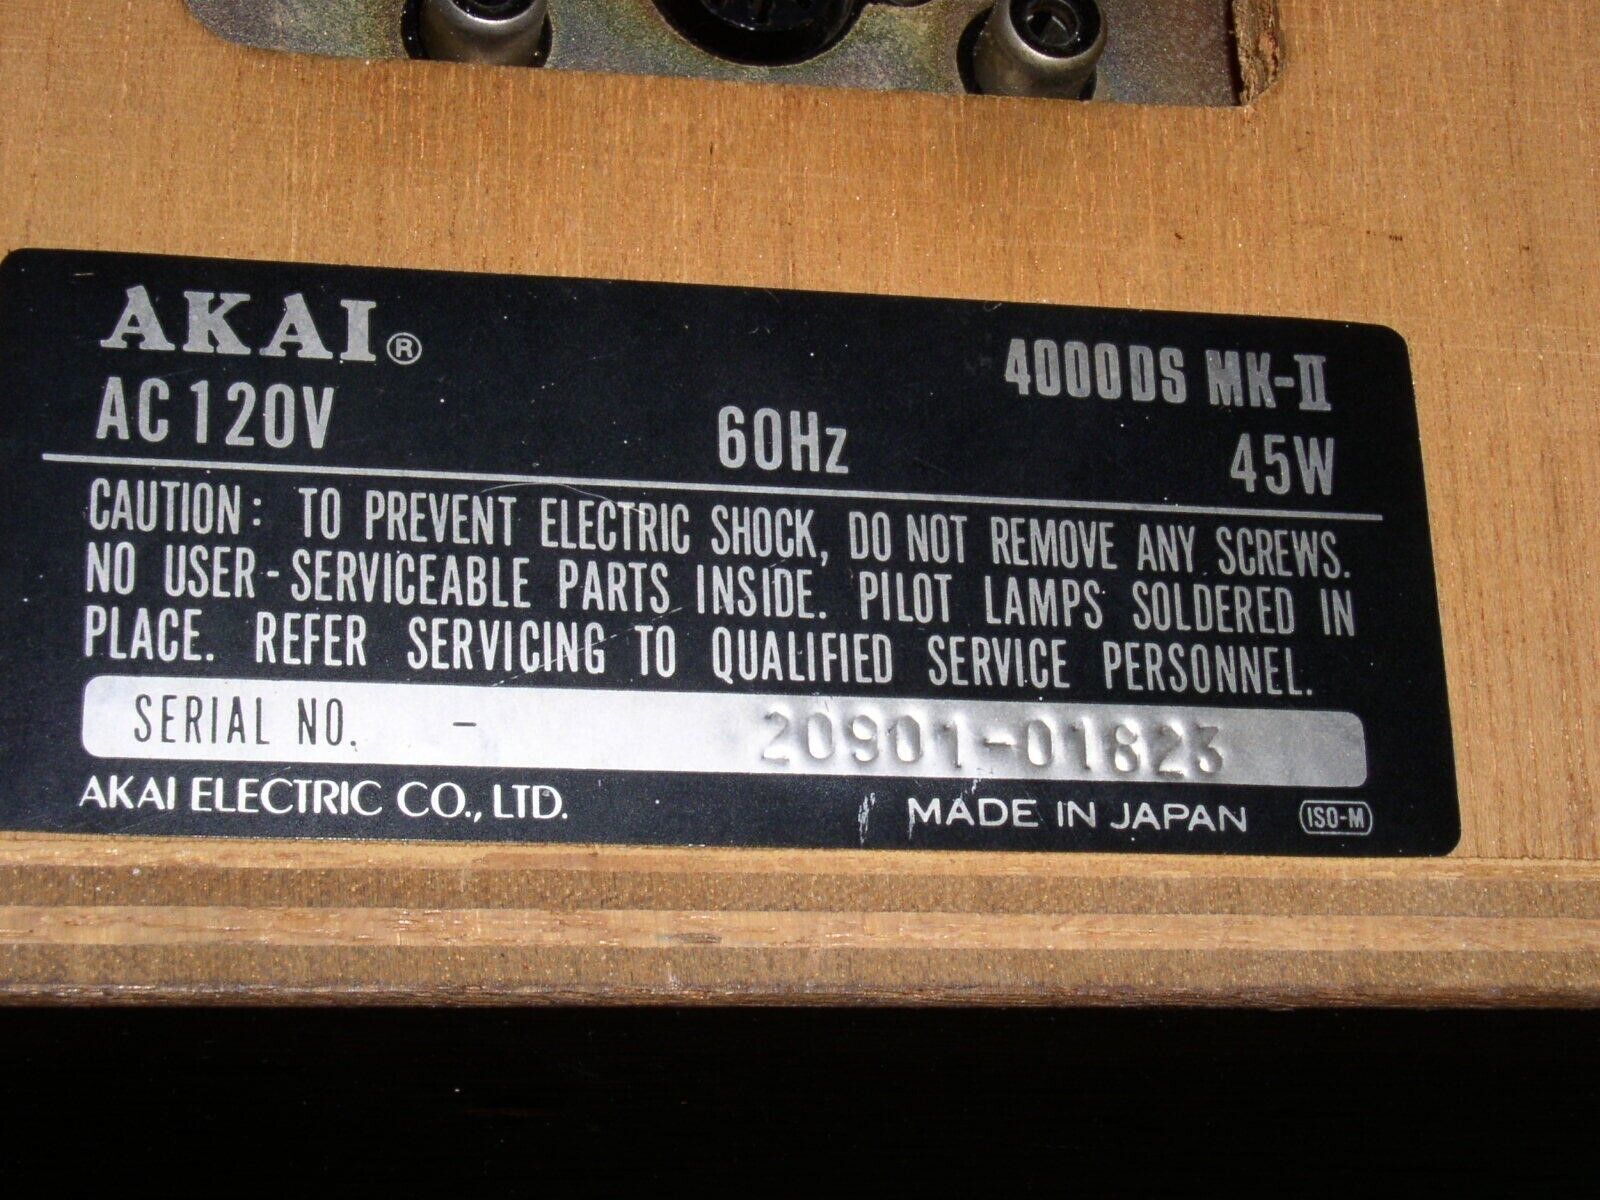 AKAI® 4000DS MK-II
AC 120V 60Hz 45W
CAUTION: TO PREVENT ELECTRIC SHOCK, DO NOT REMOVE ANY SCREWS.
NO USER-SERVICEABLE PARTS INSIDE. PILOT LAMPS SOLDERED IN
PLACE. REFER SERVICING TO QUALIFIED SERVICE PERSONNEL.
SERIAL NO. - 20901-01823
AKAI ELECTRIC CO., LTD. MADE IN JAPAN ISO-M